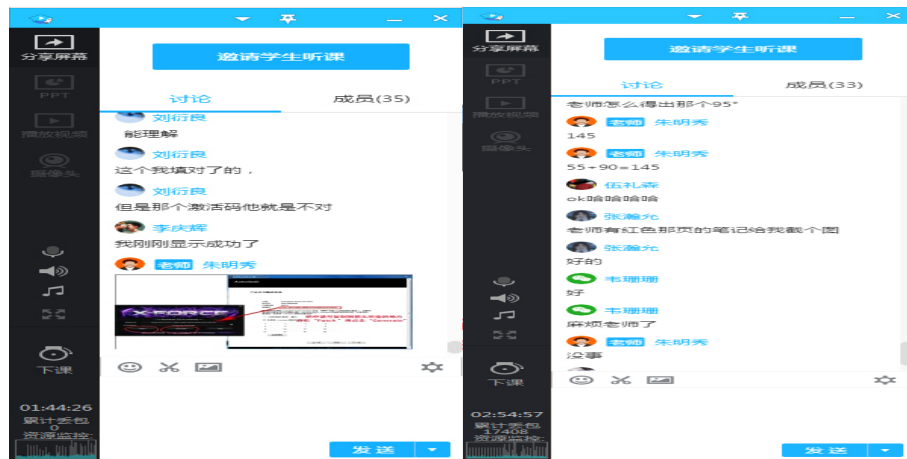 分享屏幕
PPT
播放视频
摄像头
下课
01:44:26
累计丢包
0
资源监控:
邀请学生听课
讨论
成员(35)
刘衍良
能理解
刘衍良
这个我填对了的，
刘衍良
但是那个激活码他就是不对
李庆辉
我刚刚显示成功了
老师 朱明秀
X-FORCE
发送
分享屏幕
PPT
播放视频
摄像头
下课
02:54:57
累计丢包
17408
资源监控:
邀请学生听课
讨论
成员(33)
老师怎么得出那个95°
老师 朱明秀
145
老师 朱明秀
55+90=145
伍礼森
ok哈哈哈哈
张瀚允
老师有红色那页的笔记给我截个图
张瀚允
好的
韦珊珊
好
韦珊珊
麻烦老师了
老师 朱明秀
没事
发送